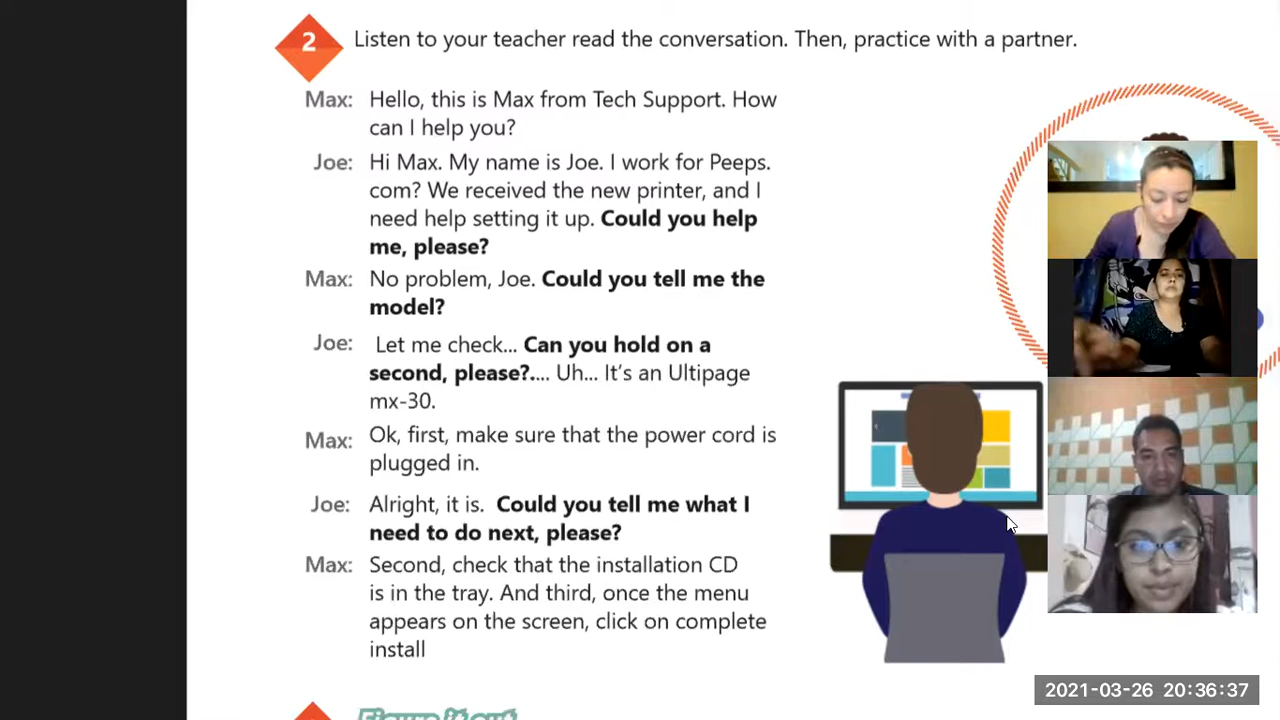 2
Listen to your teacher read the conversation. Then, practice with a partner.
Max: Hello, this is Max from Tech Support. How
can I help you?
Joe: Hi Max. My name is Joe. I work for Peeps.
com? We received the new printer, and I
need help setting it up. Could you help
me, please?
Max: No problem, Joe. Could you tell me the
model?
Joe: Let me check... Can you hold on a
second, please?.... Uh... It's an Ultipage
mx-30.
Max: Ok, first, make sure that the power cord is
plugged in.
Joe: Alright, it is. Could you tell me what I
need to do next, please?
Max: Second, check that the installation CD
is in the tray. And third, once the menu
appears on the screen, click on complete
install
Figure it out
2021-03-26 20:36:37